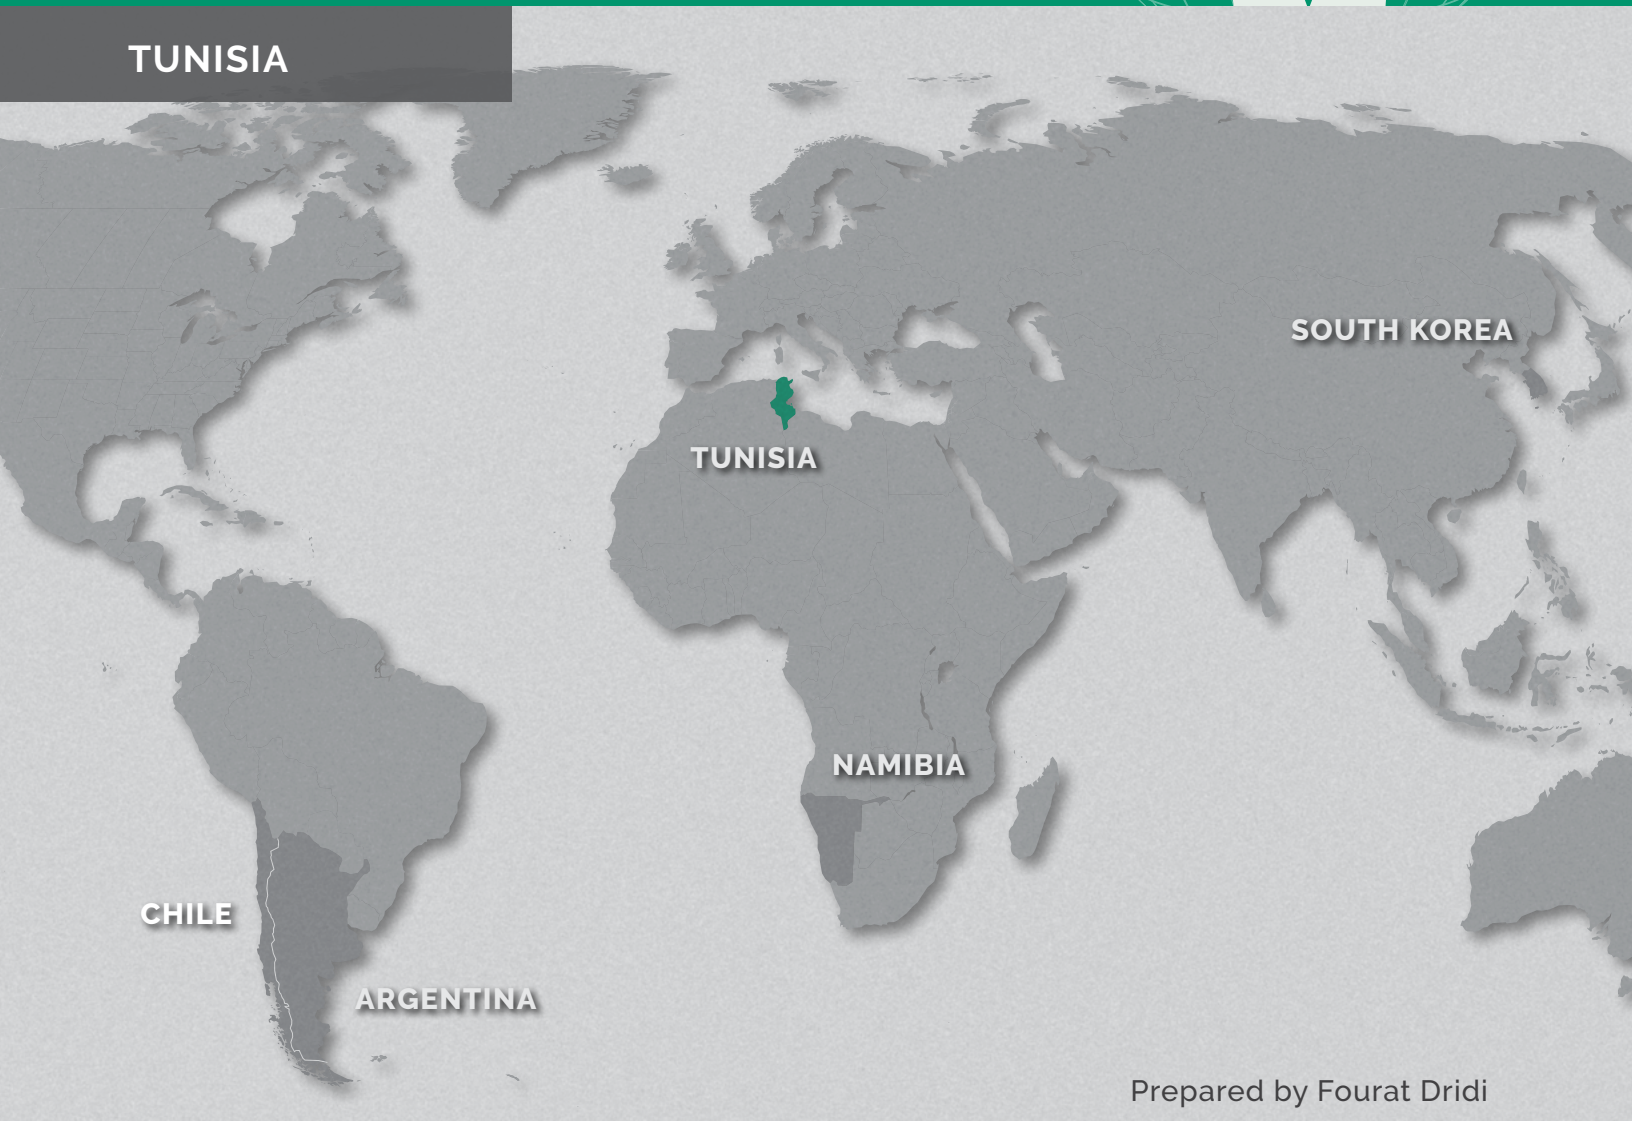 TUNISIA
SOUTH KOREA
TUNISIA
NAMIBIA
CHILE
ARGENTINA
Prepared by Fourat Dridi